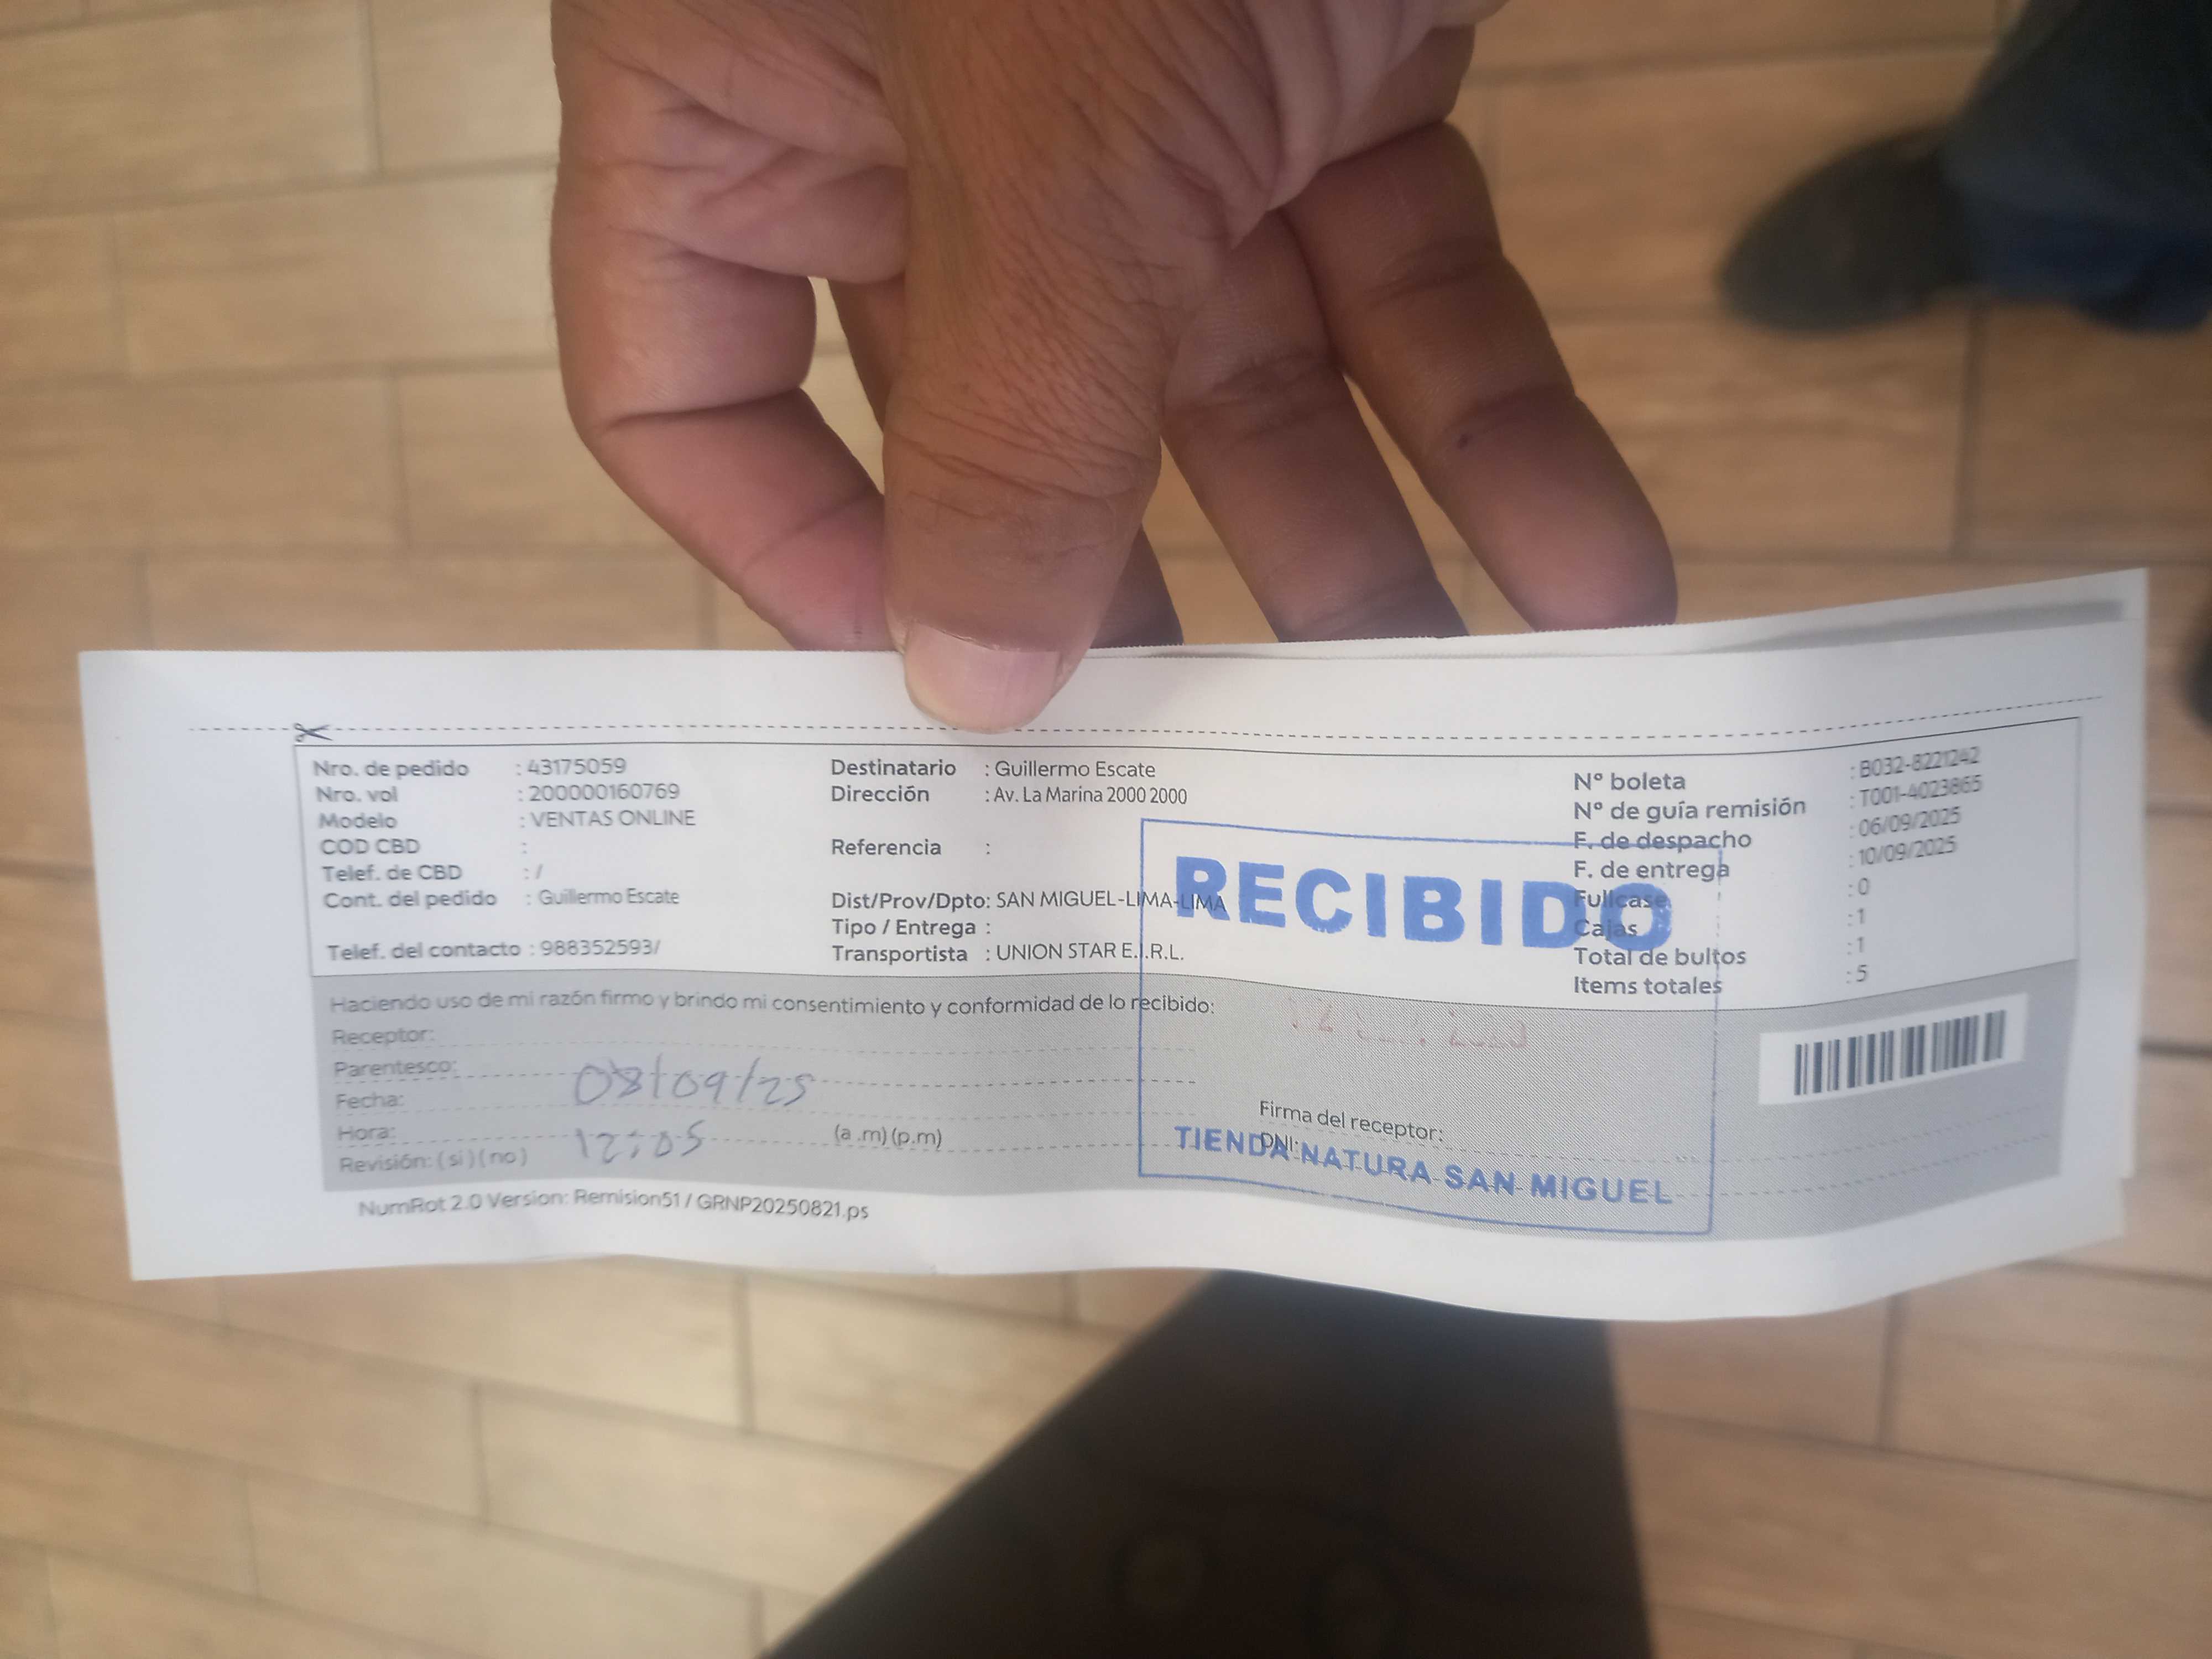 Nro. de pedido : 43175059
Nro. vol : 200000160769
Modelo : VENTAS ONLINE
COD CBD :
Telef. de CBD : /
Cont. del pedido : Guillermo Escate
Telef. del contacto : 988352593/
Destinatario : Guillermo Escate
Dirección : Av. La Marina 2000 2000
Referencia :
Dist/Prov/Dpto: SAN MIGUEL-LIMA-LIMA
Tipo / Entrega :
Transportista : UNION STAR E.I.R.L.
N° boleta : B032-8221242
N° de guía remisión : T001-4023865
F. de despacho : 06/09/2025
F. de entrega : 10/09/2025
Fullcase : 0
Cajas : 1
Total de bultos : 1
Items totales : 5
RECIBIDO
Haciendo uso de mi razón firmo y brindo mi consentimiento y conformidad de lo recibido:
Receptor:
Parentesco:
Fecha: 08/09/25
Hora: 12:05 (a .m) (p.m)
Revisión: ( si ) ( no )
Firma del receptor:
DNI:
TIENDA NATURA SAN MIGUEL
NumRot 2.0 Version: Remision51 / GRNP20250821.ps